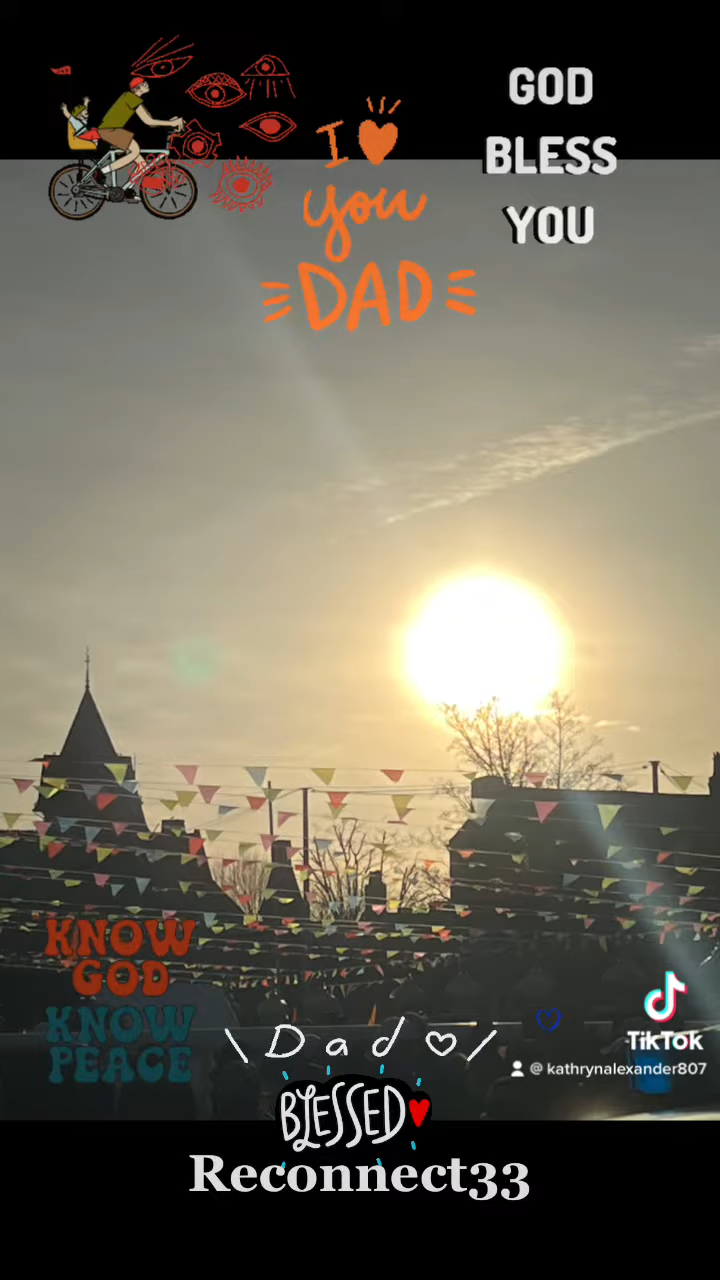 I ♥
you
DAD
GOD
BLESS
YOU
KNOW
GOD
KNOW
PEACE
\ Dad ♡ /
BLESSED♥
TikTok
@ kathrynalexander807
Reconnect33